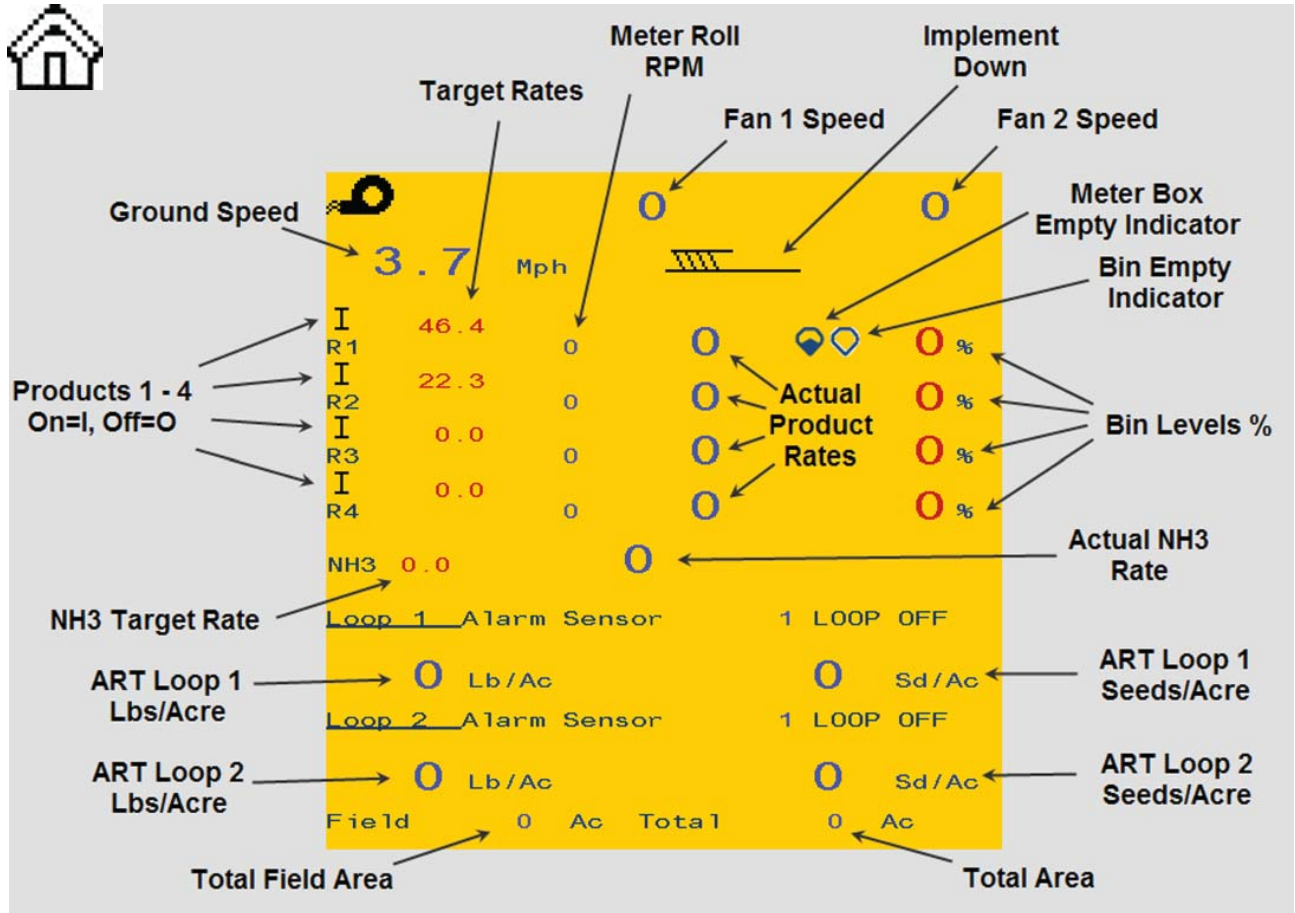 Meter Roll
RPM
Implement
Down
Target Rates
Fan 1 Speed
Fan 2 Speed
Ground Speed
0
0
Meter Box
Empty Indicator
3.7 Mph
Bin Empty
Indicator
I 46.4
R1 0 0 0 %
I 22.3
R2 0 0 0 %
I 0.0
R3 0 0 0 %
I 0.0
R4 0 0 0 %
Products 1 - 4
On=I, Off=O
Actual
Product
Rates
Bin Levels %
NH3 0.0 0
Actual NH3
Rate
NH3 Target Rate
Loop 1 Alarm Sensor 1 LOOP OFF
ART Loop 1
Lbs/Acre
0 Lb/Ac 0 Sd/Ac
ART Loop 1
Seeds/Acre
Loop 2 Alarm Sensor 1 LOOP OFF
ART Loop 2
Lbs/Acre
0 Lb/Ac 0 Sd/Ac
ART Loop 2
Seeds/Acre
Field 0 Ac Total 0 Ac
Total Field Area
Total Area